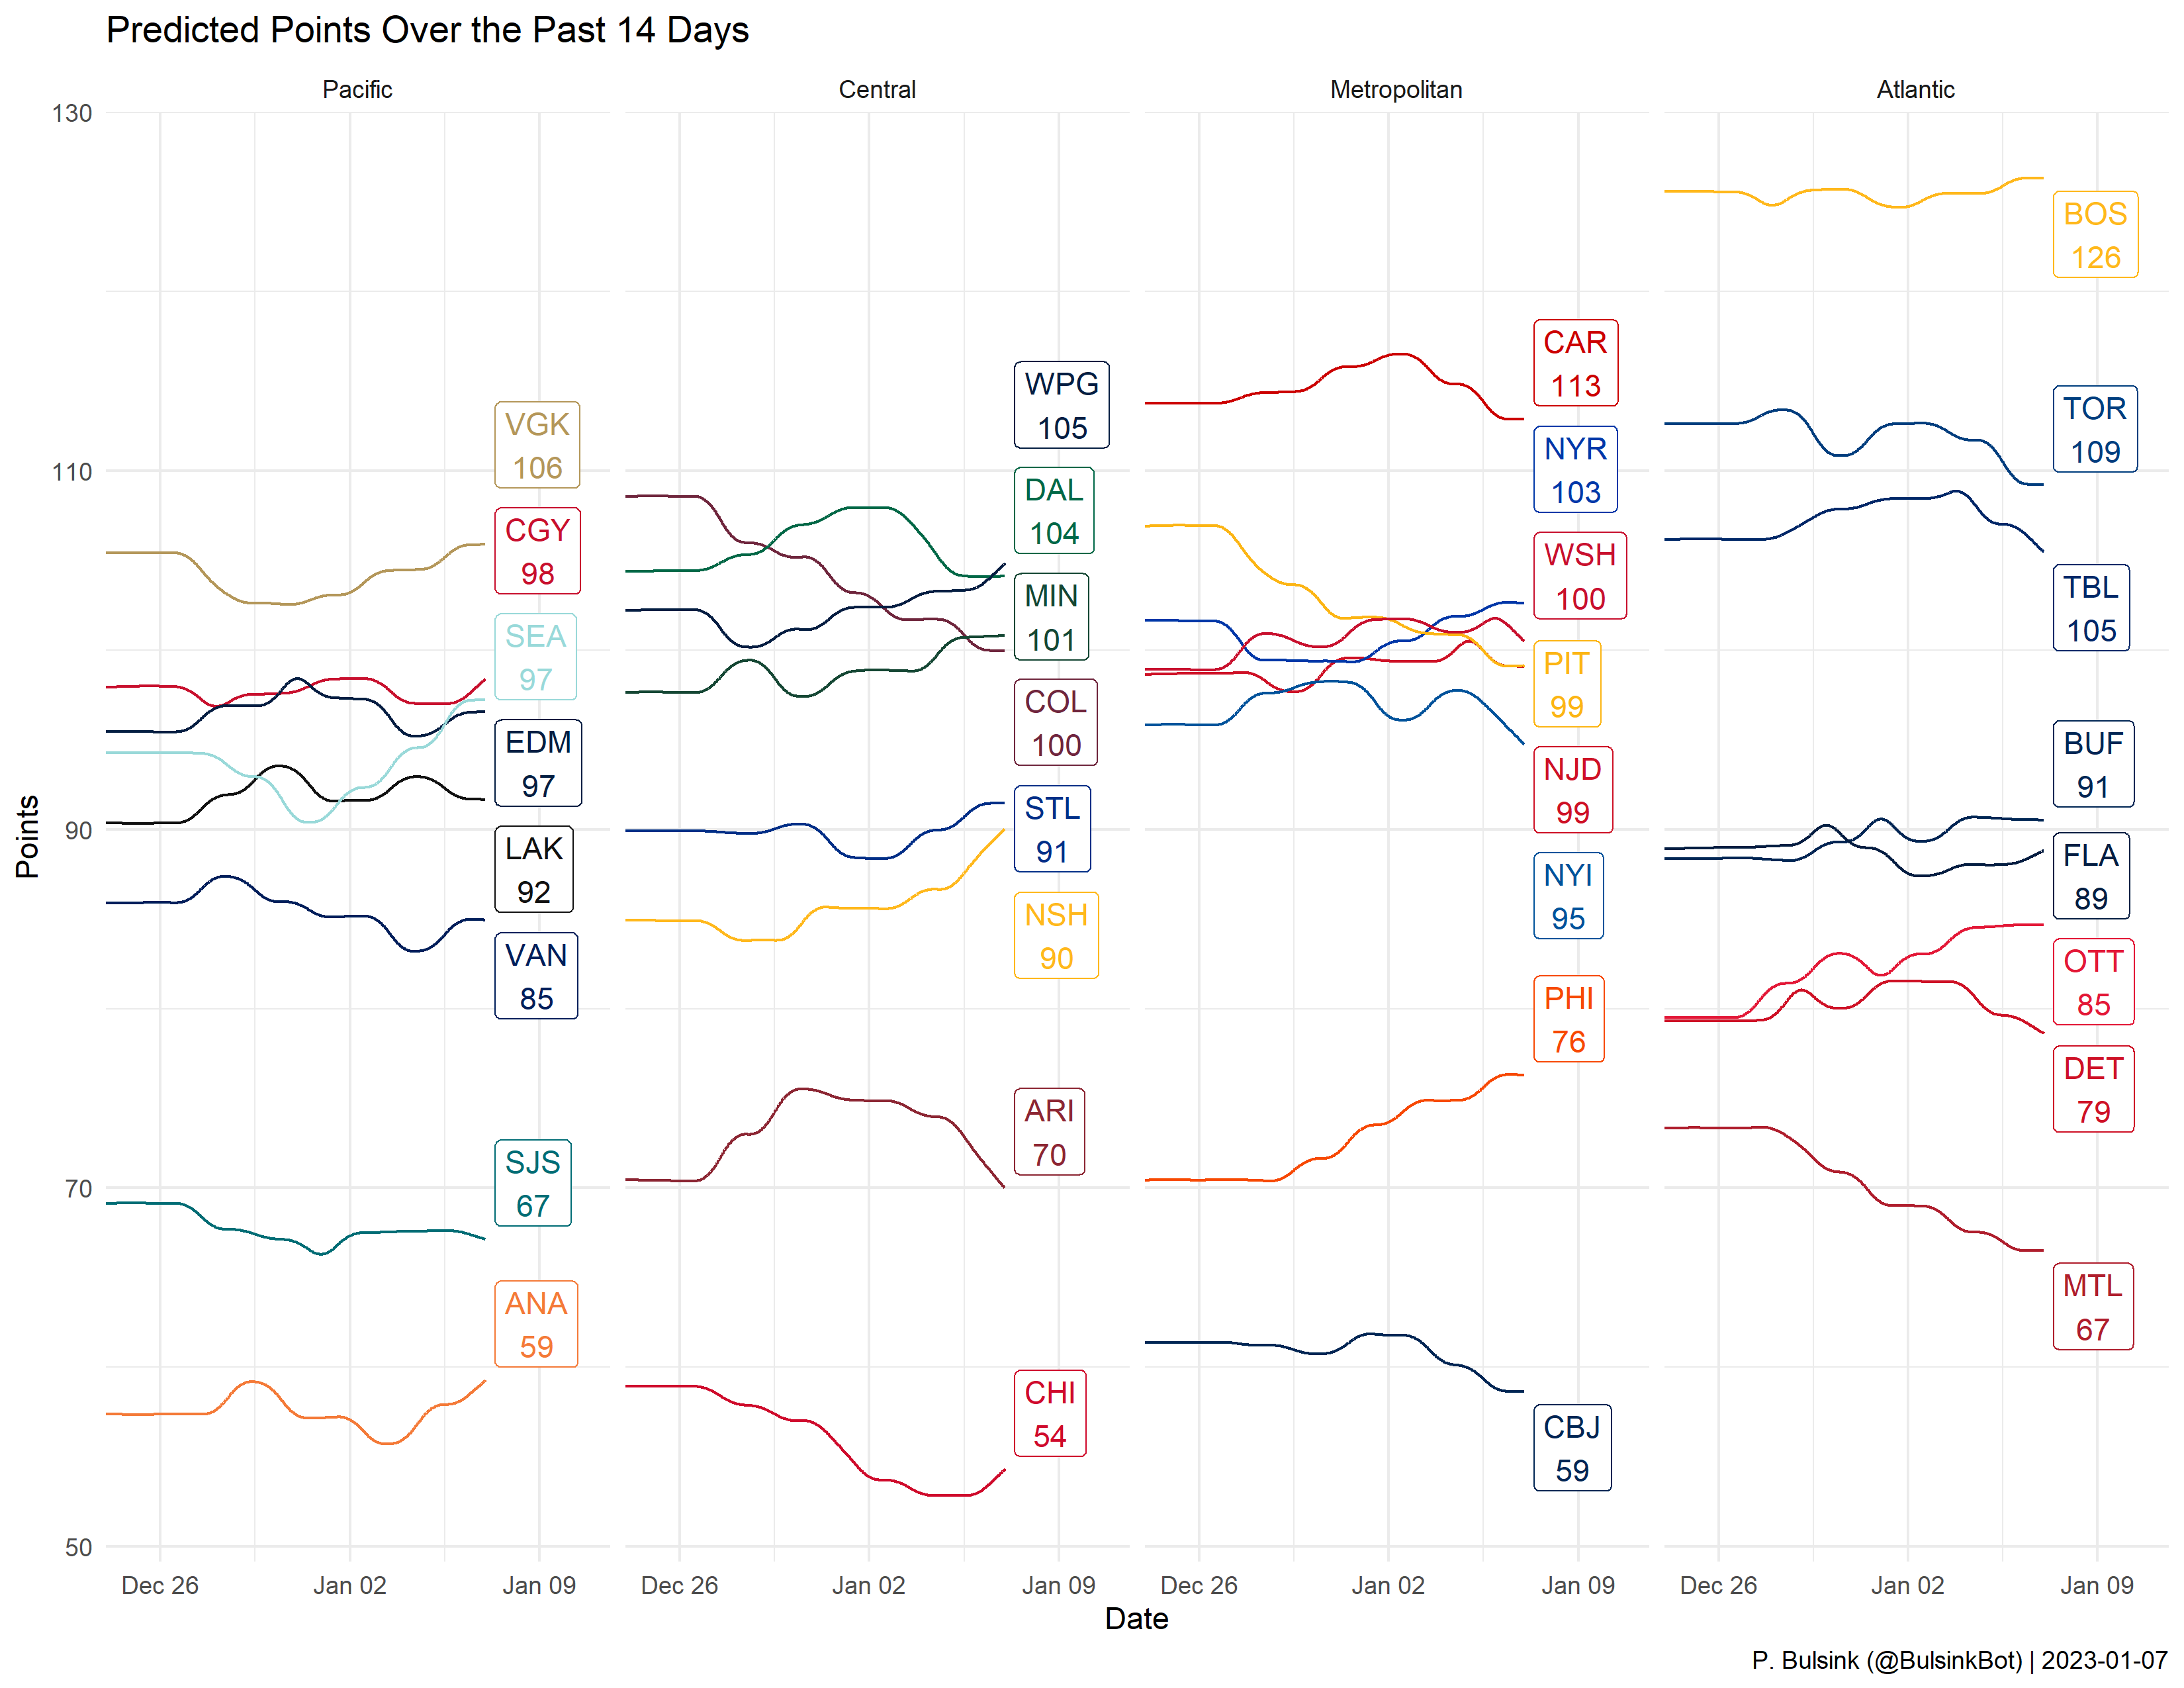 Predicted Points Over the Past 14 Days
Pacific
Central
Metropolitan
Atlantic
130
110
90
70
50
Points
VGK
106
CGY
98
SEA
97
EDM
97
LAK
92
VAN
85
SJS
67
ANA
59
WPG
105
DAL
104
MIN
101
COL
100
STL
91
NSH
90
ARI
70
CHI
54
CAR
113
NYR
103
WSH
100
PIT
99
NJD
99
NYI
95
PHI
76
CBJ
59
BOS
126
TOR
109
TBL
105
BUF
91
FLA
89
OTT
85
DET
79
MTL
67
Dec 26 Jan 02 Jan 09
Dec 26 Jan 02 Jan 09
Dec 26 Jan 02 Jan 09
Dec 26 Jan 02 Jan 09
Date
P. Bulsink (@BulsinkBot) | 2023-01-07